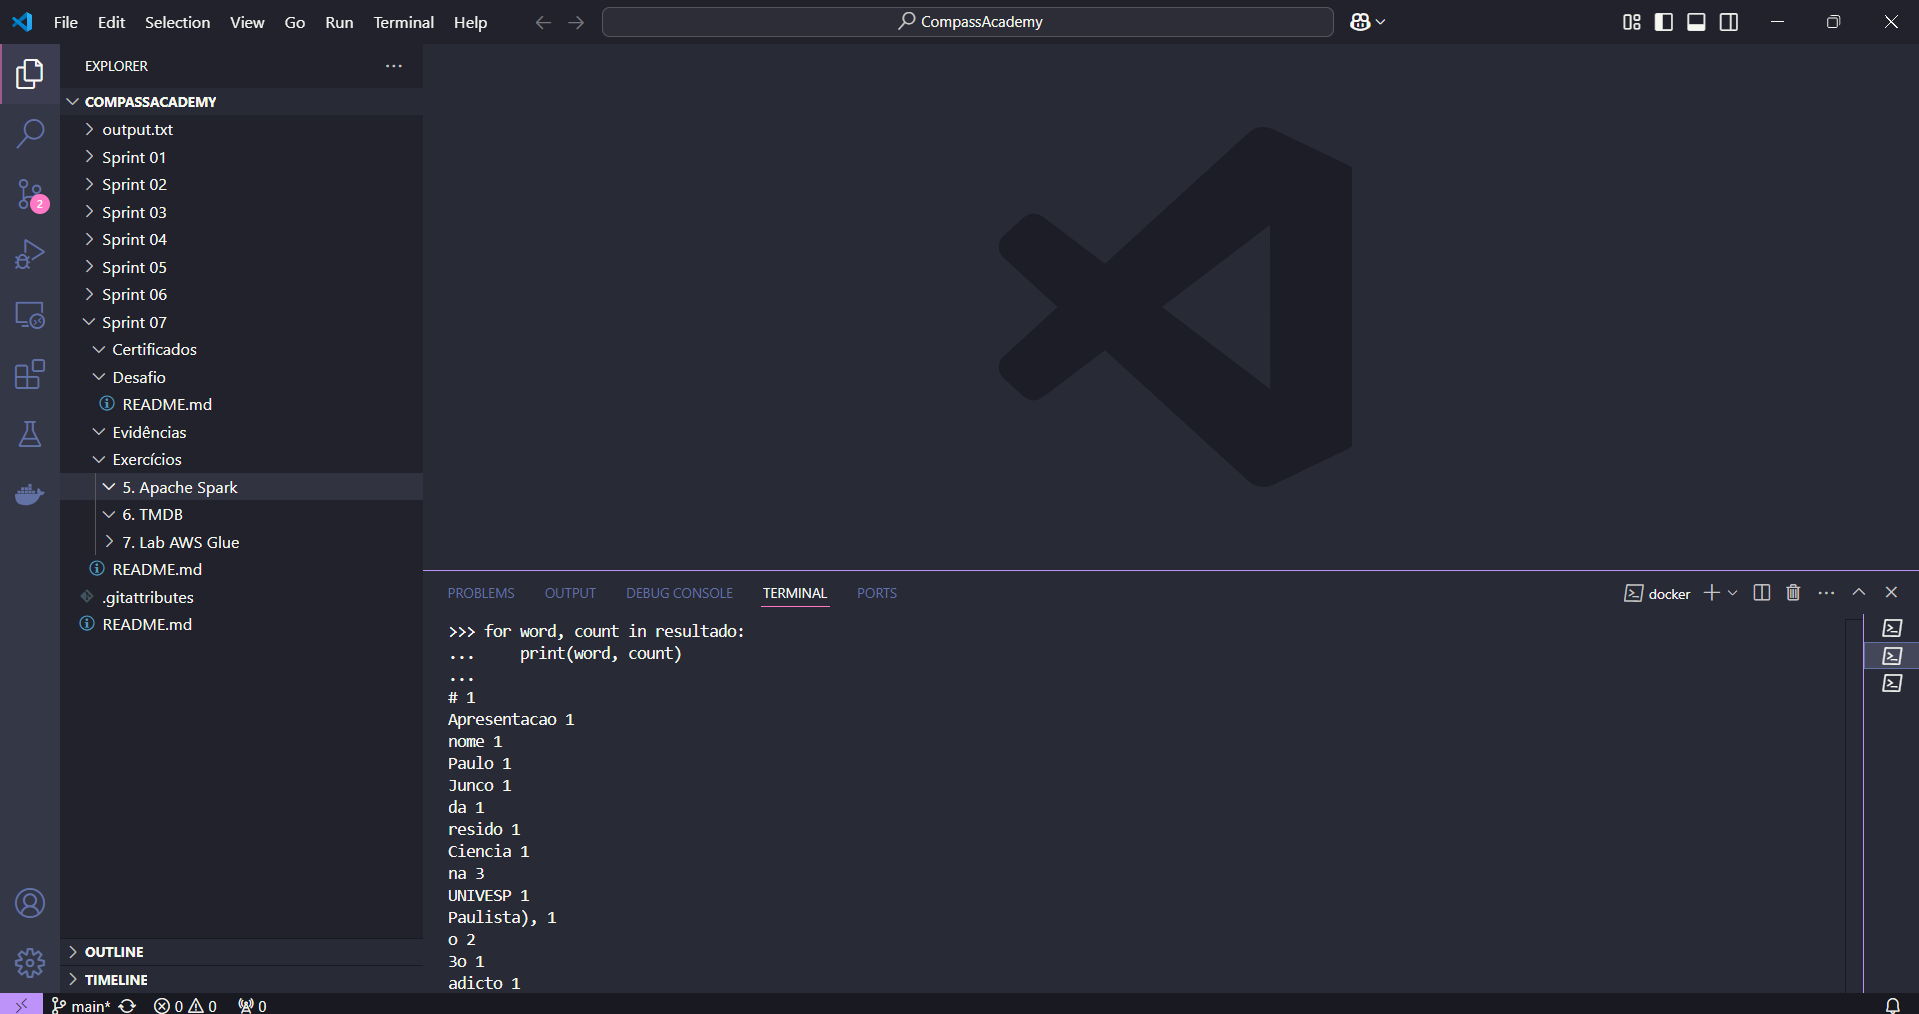 File Edit Selection View Go Run Terminal Help
CompassAcademy
EXPLORER
COMPASSACADEMY
output.txt
Sprint 01
Sprint 02
Sprint 03
Sprint 04
Sprint 05
Sprint 06
Sprint 07
Certificados
Desafio
README.md
Evidências
Exercícios
5. Apache Spark
6. TMDB
7. Lab AWS Glue
README.md
.gitattributes
README.md
OUTLINE
TIMELINE
2
PROBLEMS OUTPUT DEBUG CONSOLE TERMINAL PORTS
docker
>>> for word, count in resultado:
... print(word, count)
...
# 1
Apresentacao 1
nome 1
Paulo 1
Junco 1
da 1
resido 1
Ciencia 1
na 3
UNIVESP 1
Paulista), 1
o 2
3o 1
adicto 1
main* 0 0 0